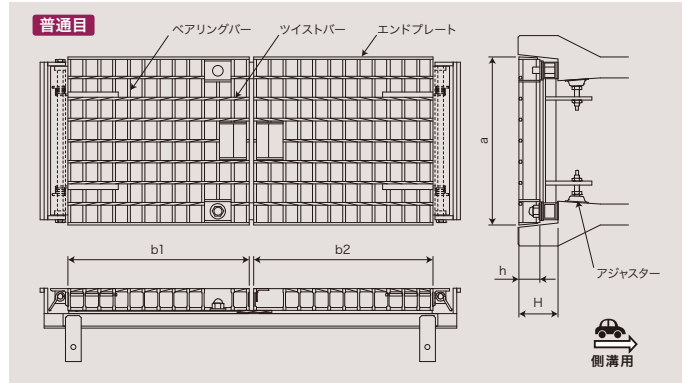 普通目
ベアリングバー
ツイストバー
エンドプレート
a
b1
b2
h
H
アジャスター
側溝用